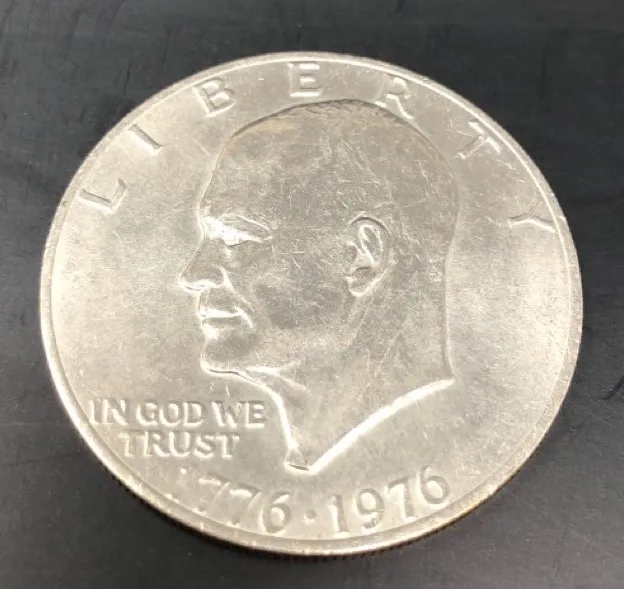 LIBERTY
IN GOD WE
TRUST
1776 · 1976